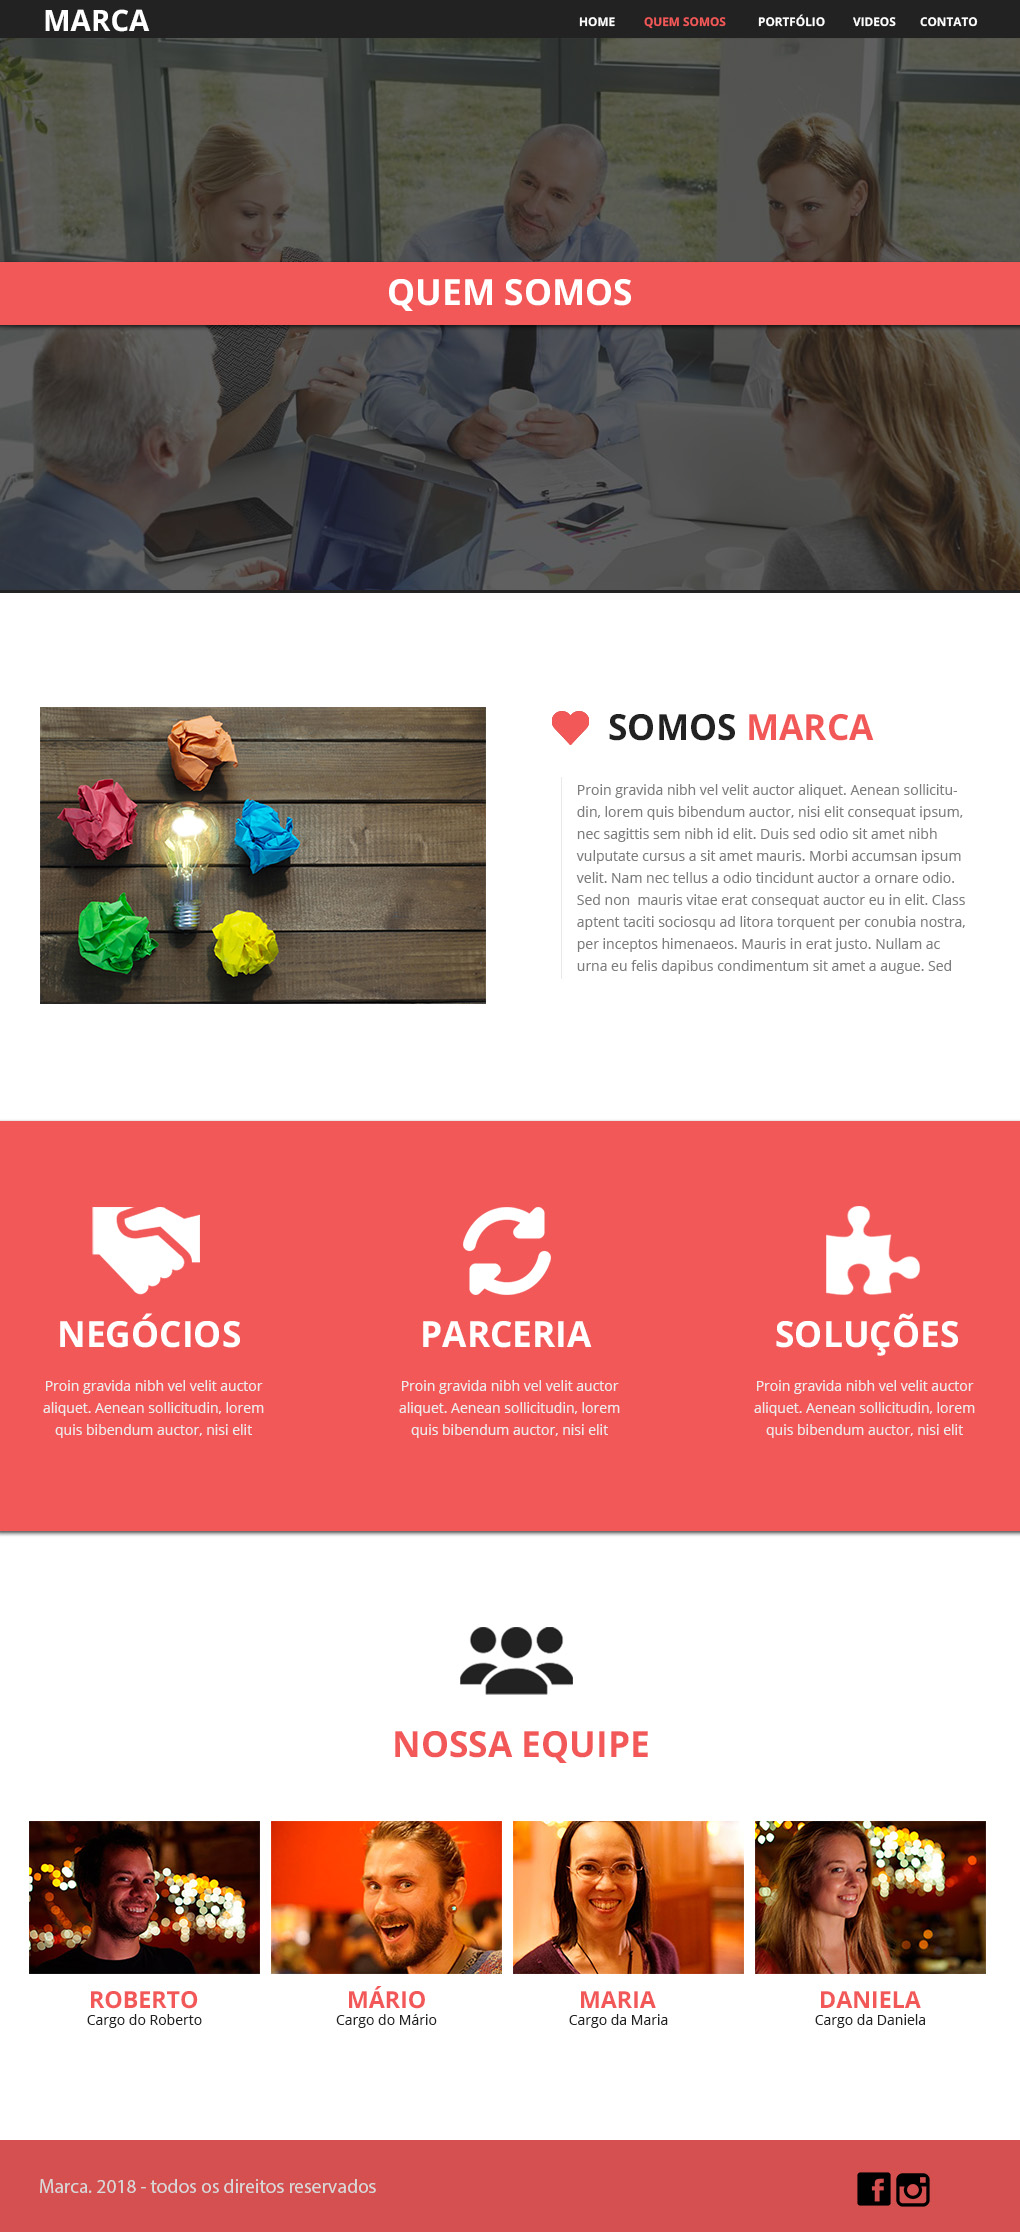 MARCA
HOME QUEM SOMOS PORTFÓLIO VIDEOS CONTATO
QUEM SOMOS
SOMOS MARCA
Proin gravida nibh vel velit auctor aliquet. Aenean sollicitu-
din, lorem quis bibendum auctor, nisi elit consequat ipsum,
nec sagittis sem nibh id elit. Duis sed odio sit amet nibh
vulputate cursus a sit amet mauris. Morbi accumsan ipsum
velit. Nam nec tellus a odio tincidunt auctor a ornare odio.
Sed non  mauris vitae erat consequat auctor eu in elit. Class
aptent taciti sociosqu ad litora torquent per conubia nostra,
per inceptos himenaeos. Mauris in erat justo. Nullam ac
urna eu felis dapibus condimentum sit amet a augue. Sed
NEGÓCIOS
Proin gravida nibh vel velit auctor
aliquet. Aenean sollicitudin, lorem
quis bibendum auctor, nisi elit
PARCERIA
Proin gravida nibh vel velit auctor
aliquet. Aenean sollicitudin, lorem
quis bibendum auctor, nisi elit
SOLUÇÕES
Proin gravida nibh vel velit auctor
aliquet. Aenean sollicitudin, lorem
quis bibendum auctor, nisi elit
NOSSA EQUIPE
ROBERTO
Cargo do Roberto
MÁRIO
Cargo do Mário
MARIA
Cargo da Maria
DANIELA
Cargo da Daniela
Marca. 2018 - todos os direitos reservados